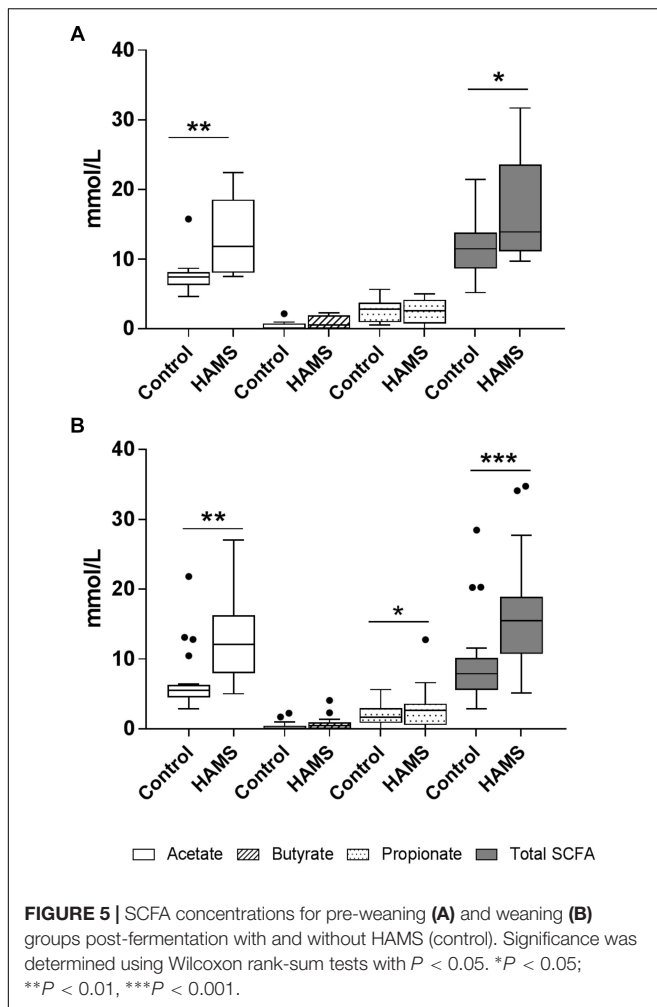 A
40
*
**
30
mmol/L
20
10
0
Control HAMS Control HAMS Control HAMS Control HAMS
B
40
***
**
30
mmol/L
20
*
10
0
Control HAMS Control HAMS Control HAMS Control HAMS
Acetate Butyrate Propionate Total SCFA
FIGURE 5 | SCFA concentrations for pre-weaning (A) and weaning (B)
groups post-fermentation with and without HAMS (control). Significance was
determined using Wilcoxon rank-sum tests with P < 0.05. *P < 0.05;
**P < 0.01, ***P < 0.001.